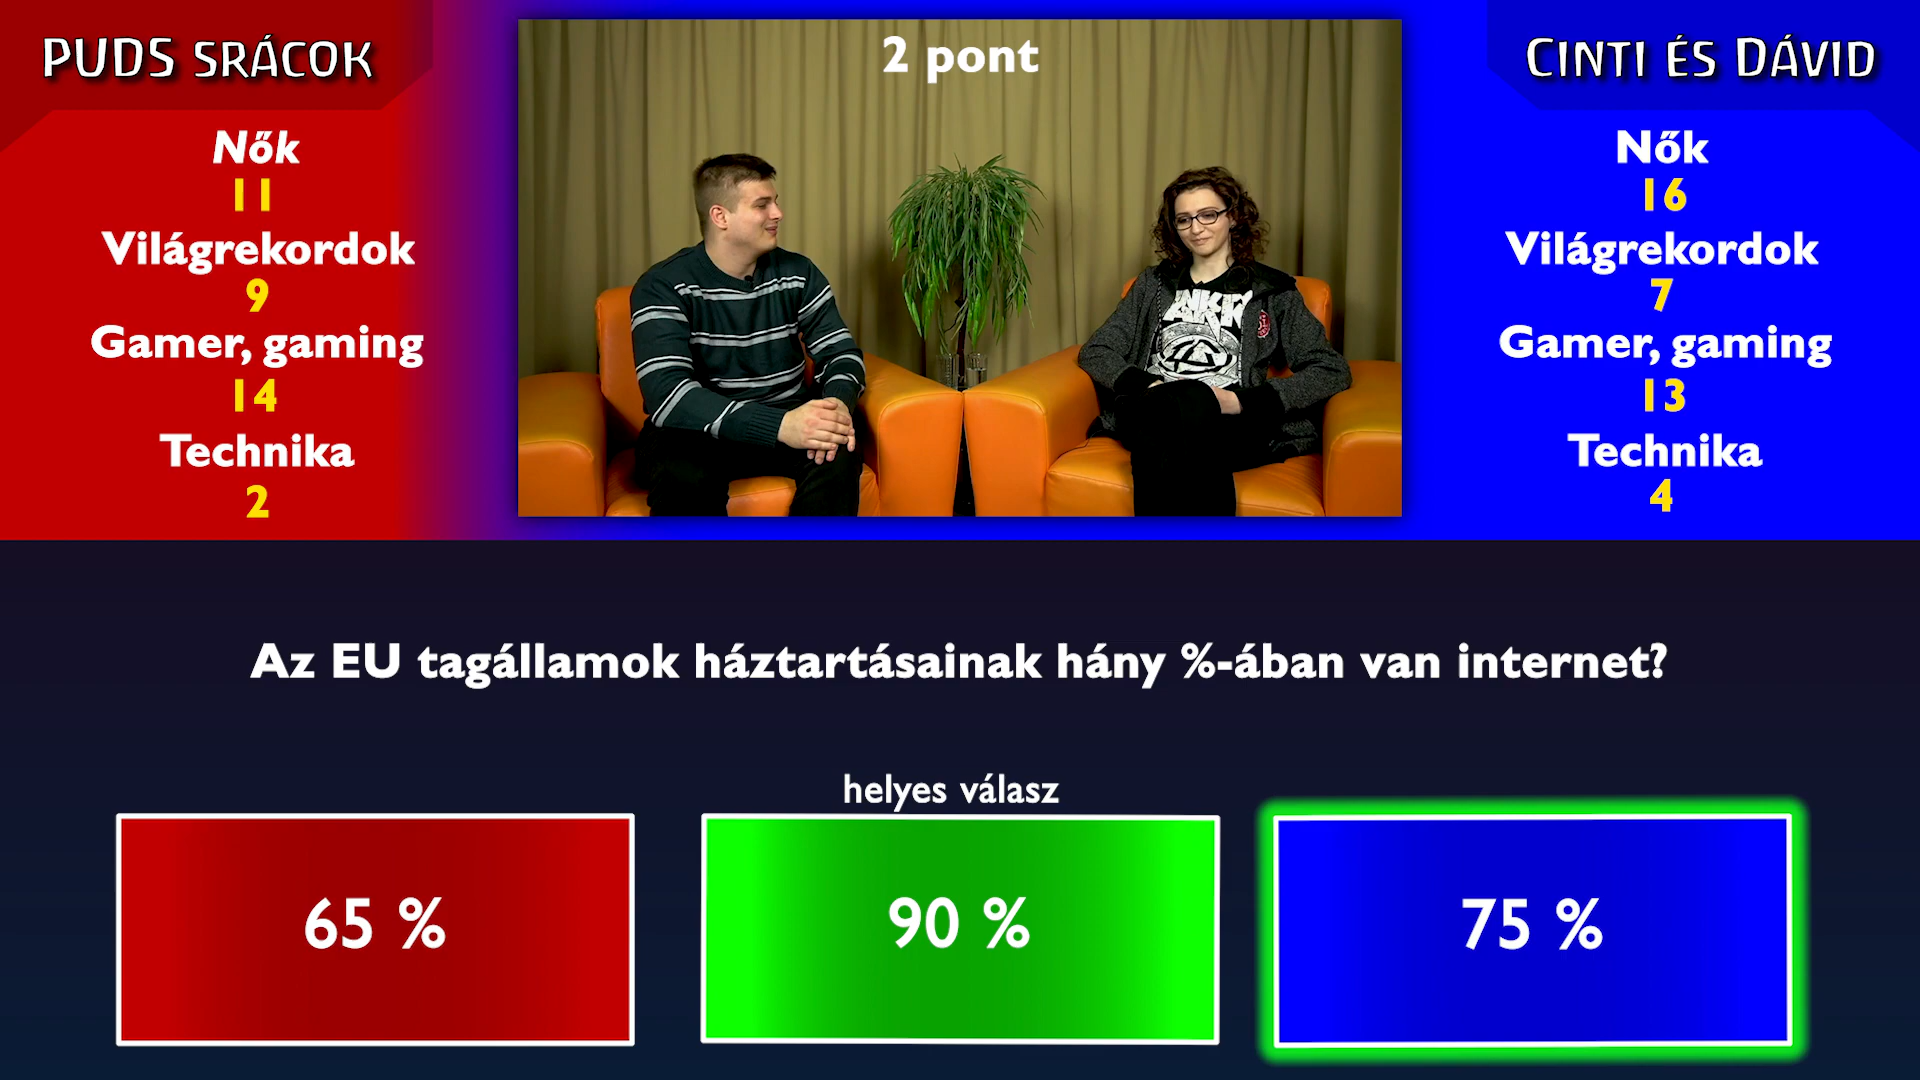 PUDS SRÁCOK
Nők
11
Világrekordok
9
Gamer, gaming
14
Technika
2
2 pont
CINTI ÉS DÁVID
Nők
16
Világrekordok
7
Gamer, gaming
13
Technika
4
Az EU tagállamok háztartásainak hány %-ában van internet?
helyes válasz
65 %
90 %
75 %